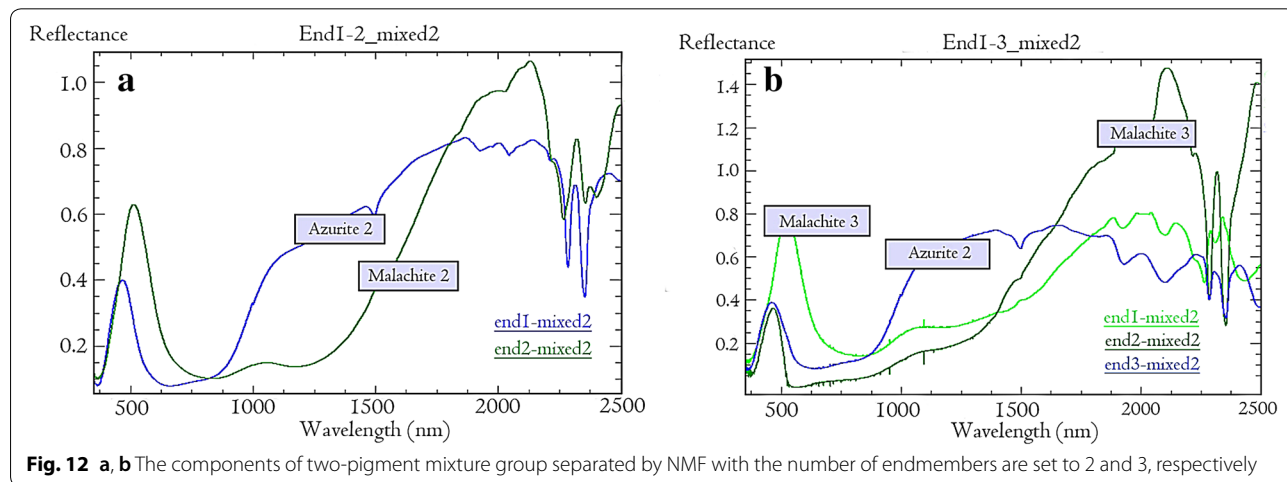 Reflectance
End1-2_mixed2
a
1.0
0.8
0.6
0.4
0.2
Azurite 2
Malachite 2
end1-mixed2
end2-mixed2
500
1000
1500
2000
2500
Wavelength (nm)
Reflectance
End1-3_mixed2
b
1.4
1.2
1.0
0.8
0.6
0.4
0.2
Malachite 3
Malachite 3
Azurite 2
end1-mixed2
end2-mixed2
end3-mixed2
500
1000
1500
2000
2500
Wavelength (nm)
Fig. 12 a, b The components of two-pigment mixture group separated by NMF with the number of endmembers are set to 2 and 3, respectively